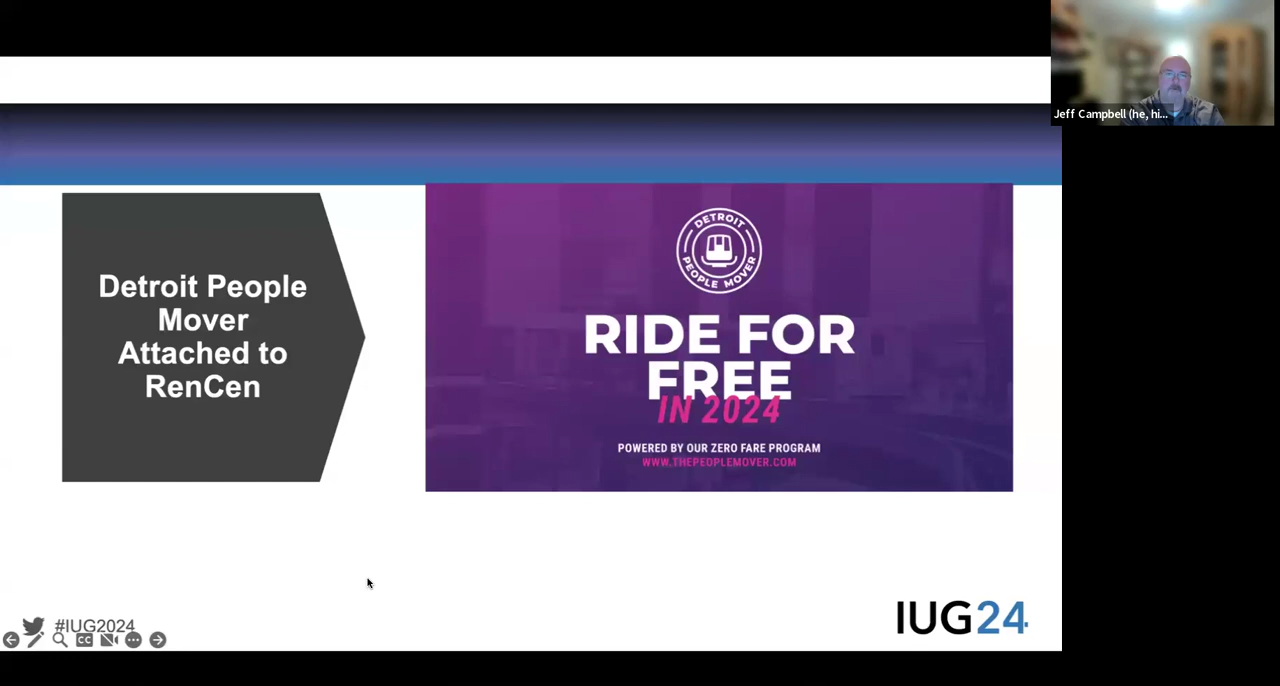 Jeff Campbell (he, hi...
Detroit People
Mover
Attached to
RenCen
DETROIT
PEOPLE MOVER
RIDE FOR
FREE
IN 2024
POWERED BY OUR ZERO FARE PROGRAM
WWW.THEPEOPLEMOVER.COM
#IUG2024
CC
IUG24